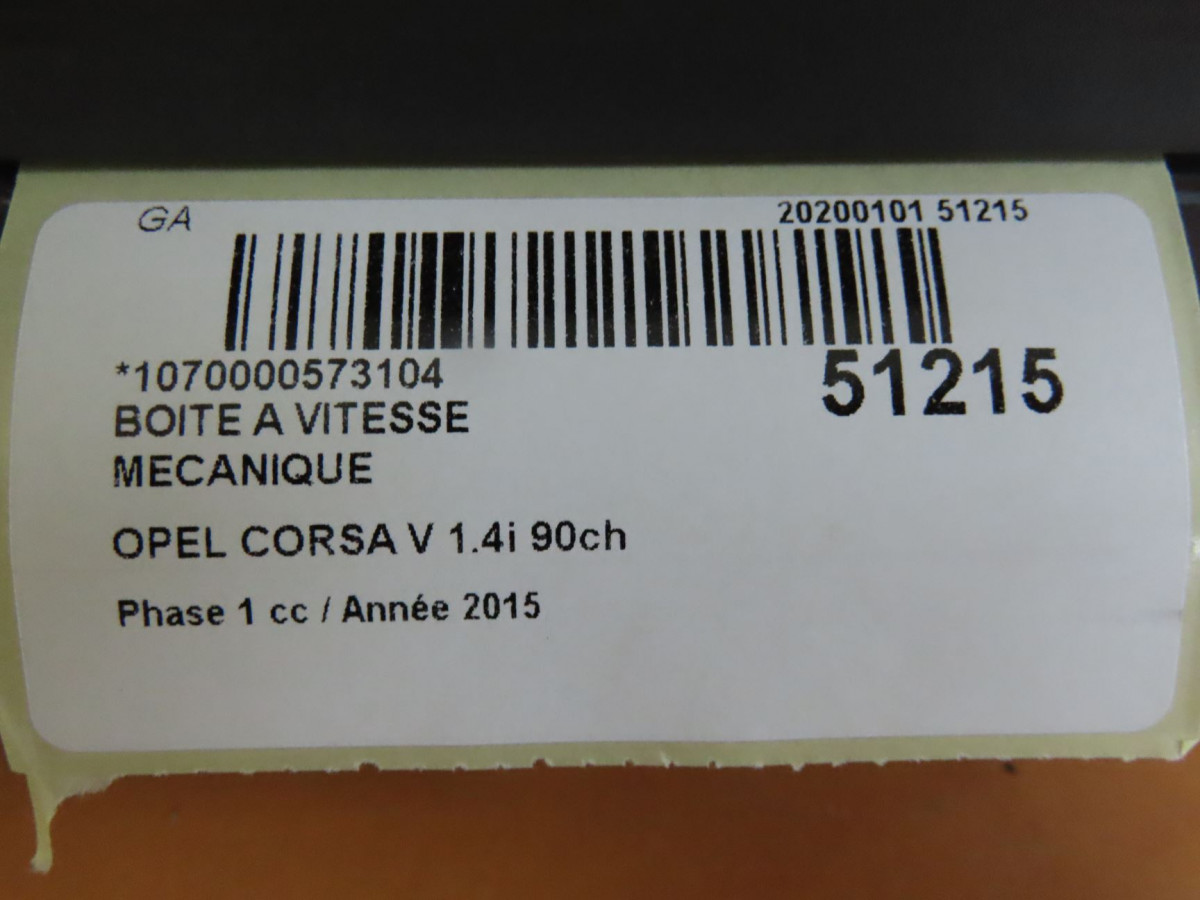 GA
20200101 51215
*1070000573104
51215
BOITE A VITESSE
MECANIQUE
OPEL CORSA V 1.4i 90ch
Phase 1 cc / Année 2015